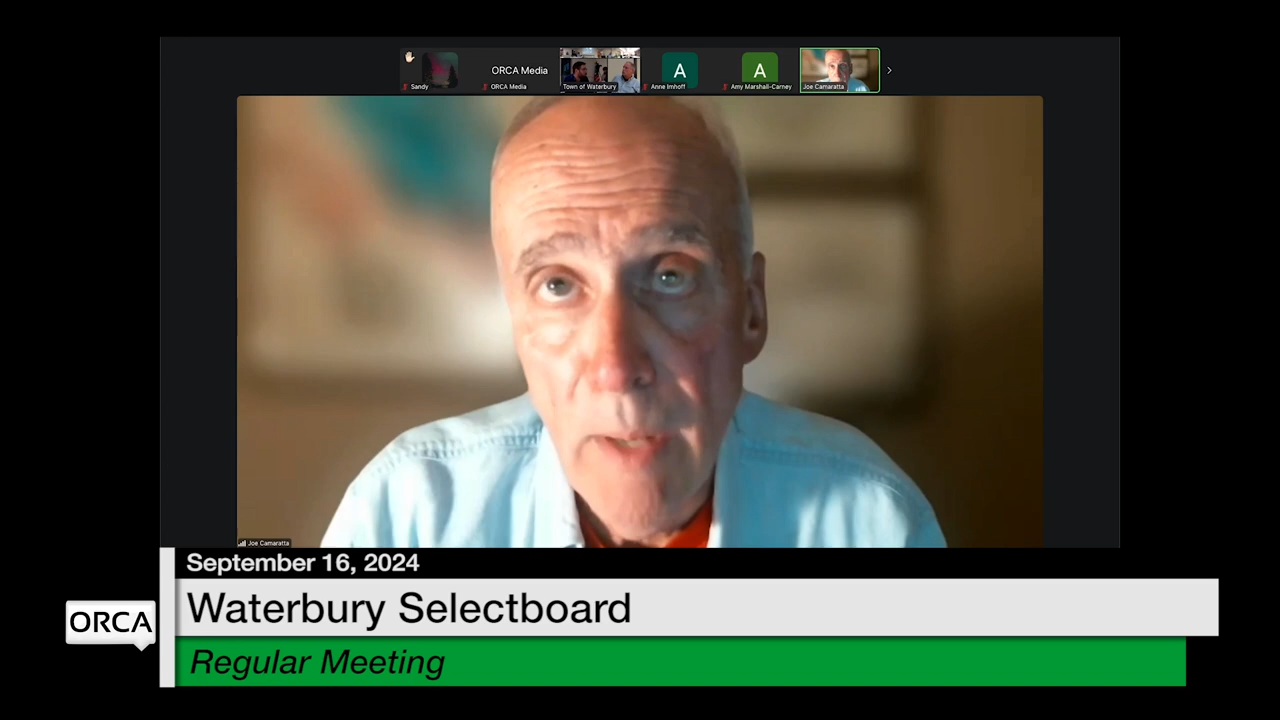 ORCA Media
A
A
Sandy
ORCA Media
Town of Waterbury
Anne Imhoff
Amy Marshall-Carney
Joe Camaratta
Joe Camaratta
September 16, 2024
Waterbury Selectboard
ORCA
Regular Meeting